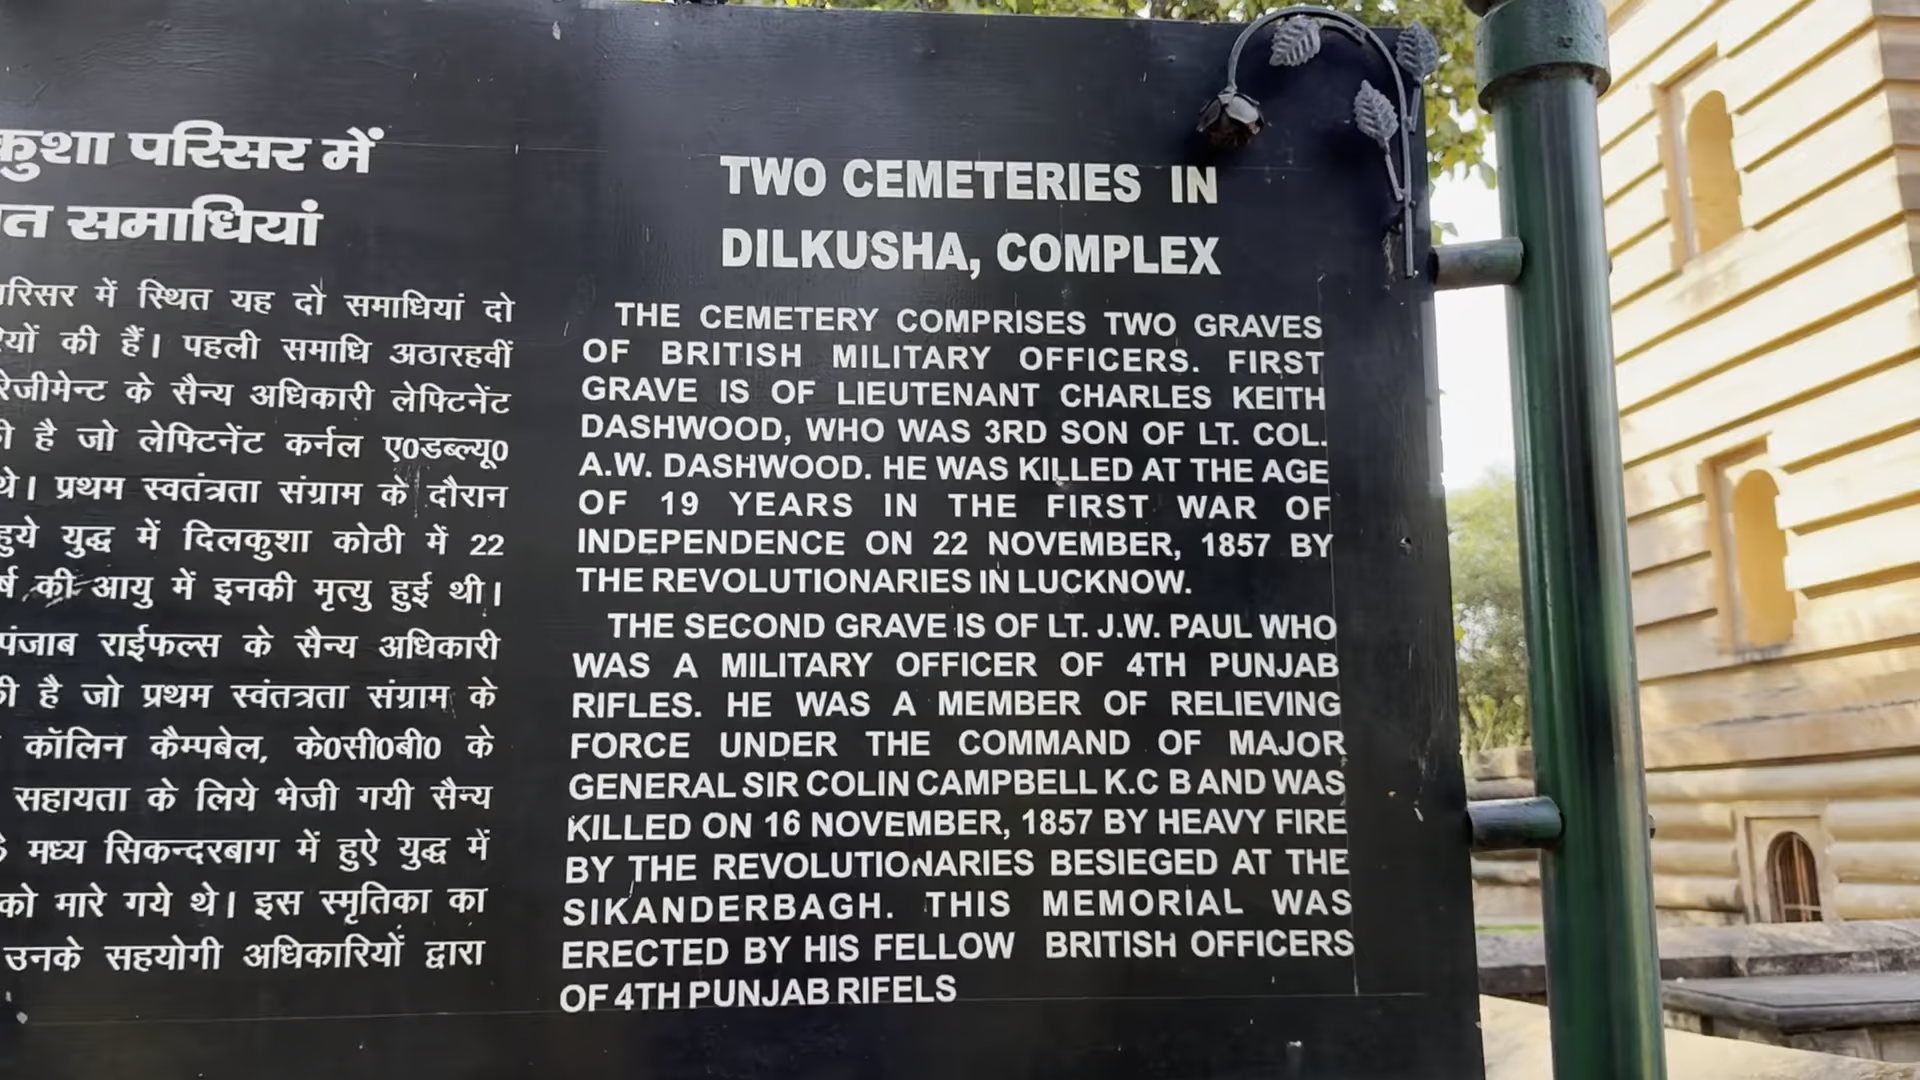 कुशा परिसर में
त समाधियां
रिसर में स्थित यह दो समाधियां दो
की हैं। पहली समाधि अठारहवीं
रेजीमेन्ट के सैन्य अधिकारी लेफ्टिनेंट
है जो लेफ्टिनेंट कर्नल ए0डब्ल्यू0
थे। प्रथम स्वतंत्रता संग्राम के दौरान
हुये युद्ध में दिलकुशा कोठी में 22
की आयु में इनकी मृत्यु हुई थी।
पंजाब राईफल्स के सैन्य अधिकारी
है जो प्रथम स्वंतत्रता संग्राम के
कॉलिन कैम्पबेल, के0सी0बी0 के
सहायता के लिये भेजी गयी सैन्य
मध्य सिकन्दरबाग में हुऐ युद्ध में
को मारे गये थे। इस स्मृतिका का
उनके सहयोगी अधिकारियों द्वारा
TWO CEMETERIES IN
DILKUSHA, COMPLEX
THE CEMETERY COMPRISES TWO GRAVES
OF BRITISH MILITARY OFFICERS. FIRST
GRAVE IS OF LIEUTENANT CHARLES KEITH
DASHWOOD, WHO WAS 3RD SON OF LT. COL.
A.W. DASHWOOD. HE WAS KILLED AT THE AGE
OF 19 YEARS IN THE FIRST WAR OF
INDEPENDENCE ON 22 NOVEMBER, 1857 BY
THE REVOLUTIONARIES IN LUCKNOW.
THE SECOND GRAVE IS OF LT. J.W. PAUL WHO
WAS A MILITARY OFFICER OF 4TH PUNJAB
RIFLES. HE WAS A MEMBER OF RELIEVING
FORCE UNDER THE COMMAND OF MAJOR
GENERAL SIR COLIN CAMPBELL K.C B AND WAS
KILLED ON 16 NOVEMBER, 1857 BY HEAVY FIRE
BY THE REVOLUTIONARIES BESIEGED AT THE
SIKANDERBAGH. THIS MEMORIAL WAS
ERECTED BY HIS FELLOW BRITISH OFFICERS
OF 4TH PUNJAB RIFELS